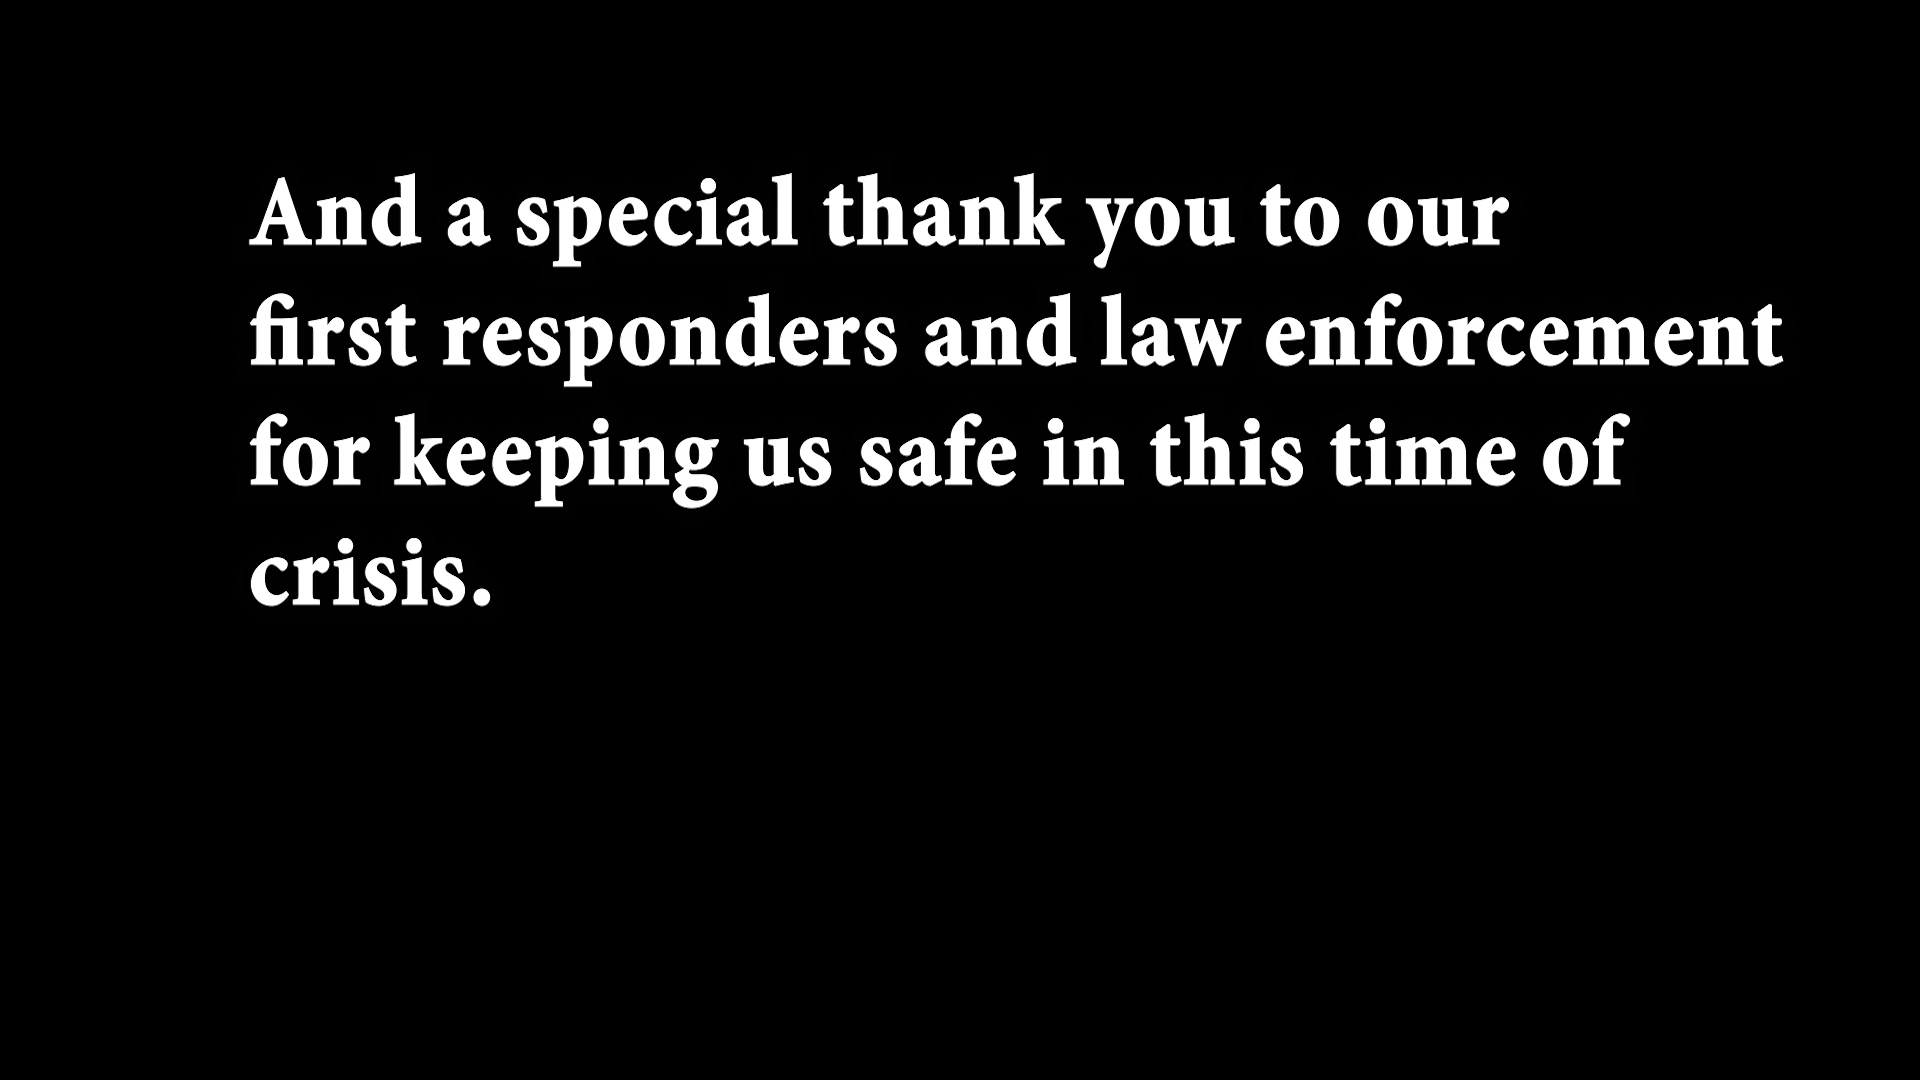 And a special thank you to our
first responders and law enforcement
for keeping us safe in this time of
crisis.